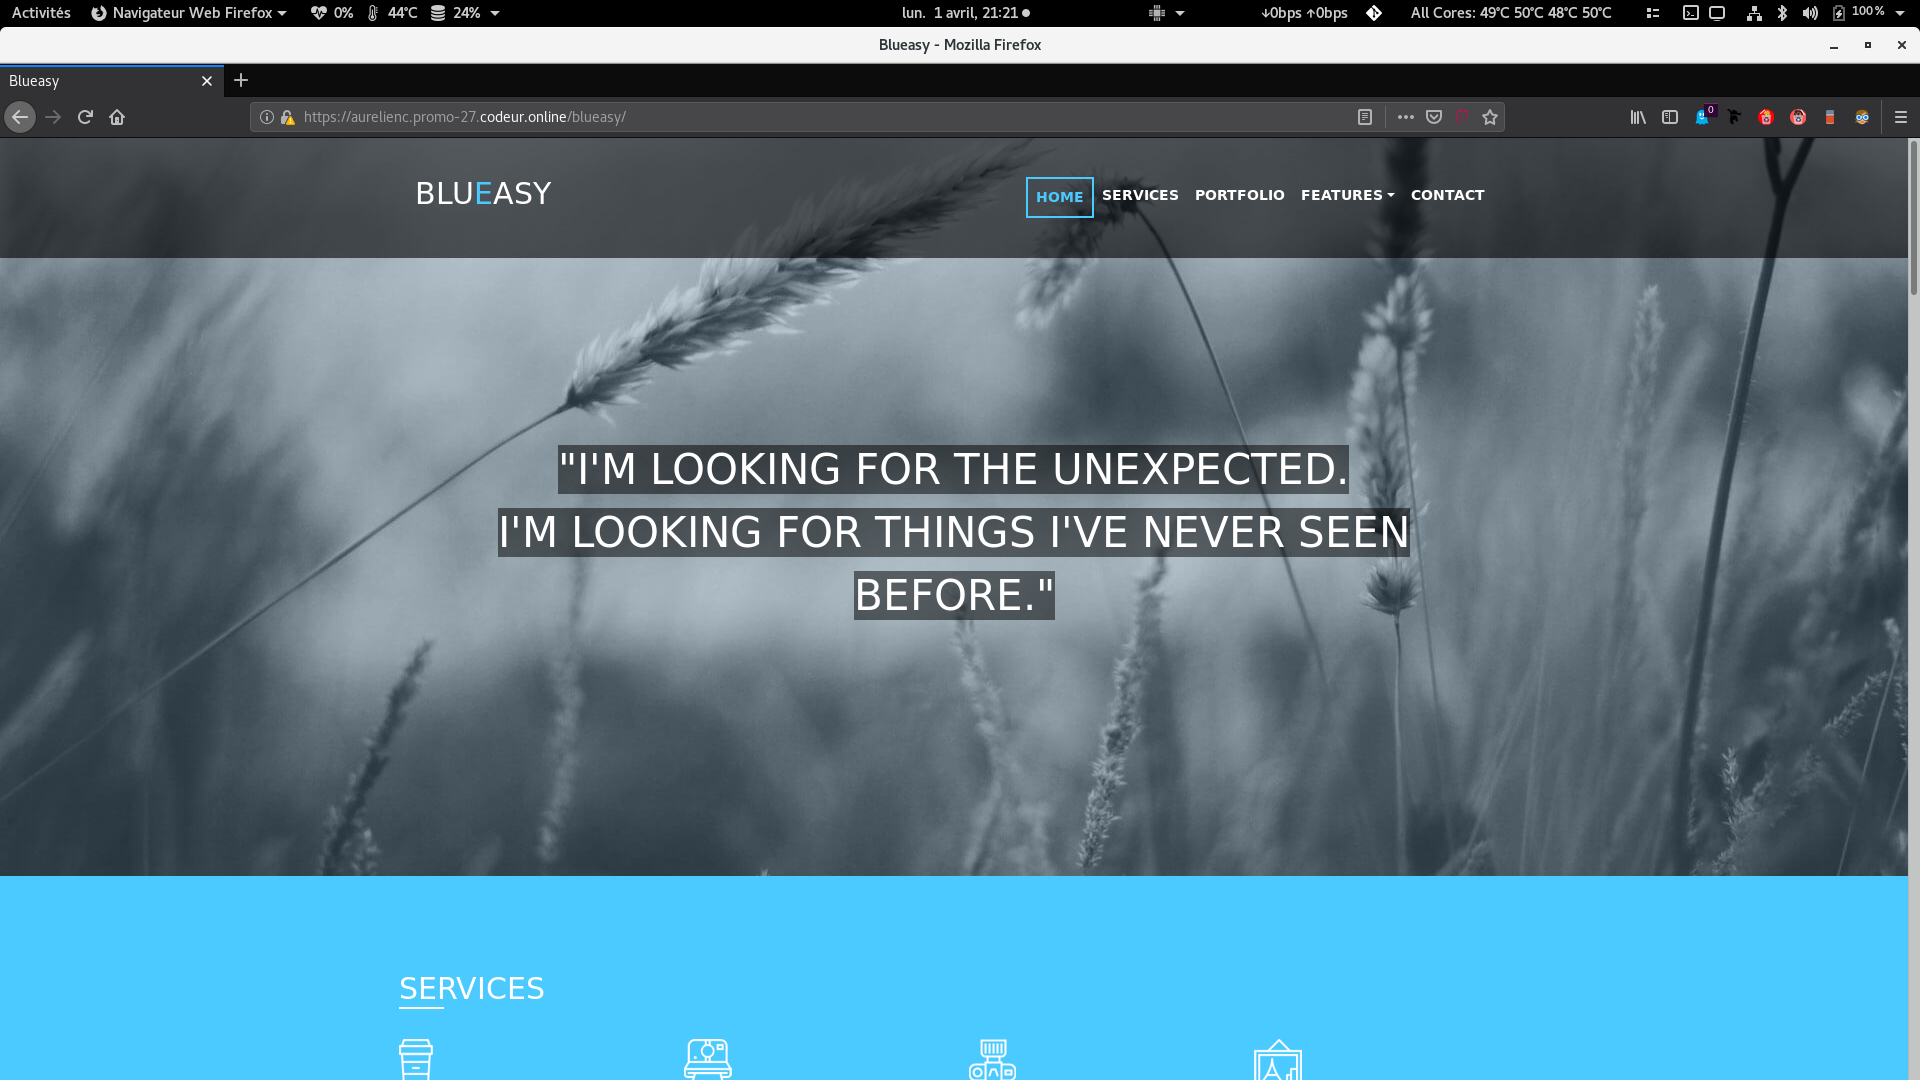 Activités Navigateur Web Firefox 0% 44°C 24% lun. 1 avril, 21:21 ↓0bps ↑0bps All Cores: 49°C 50°C 48°C 50°C 100%
Blueasy - Mozilla Firefox
Blueasy
https://aurelienc.promo-27.codeur.online/blueasy/ 0
BLUEASY HOME SERVICES PORTFOLIO FEATURES CONTACT
"I'M LOOKING FOR THE UNEXPECTED.
I'M LOOKING FOR THINGS I'VE NEVER SEEN
BEFORE."
SERVICES